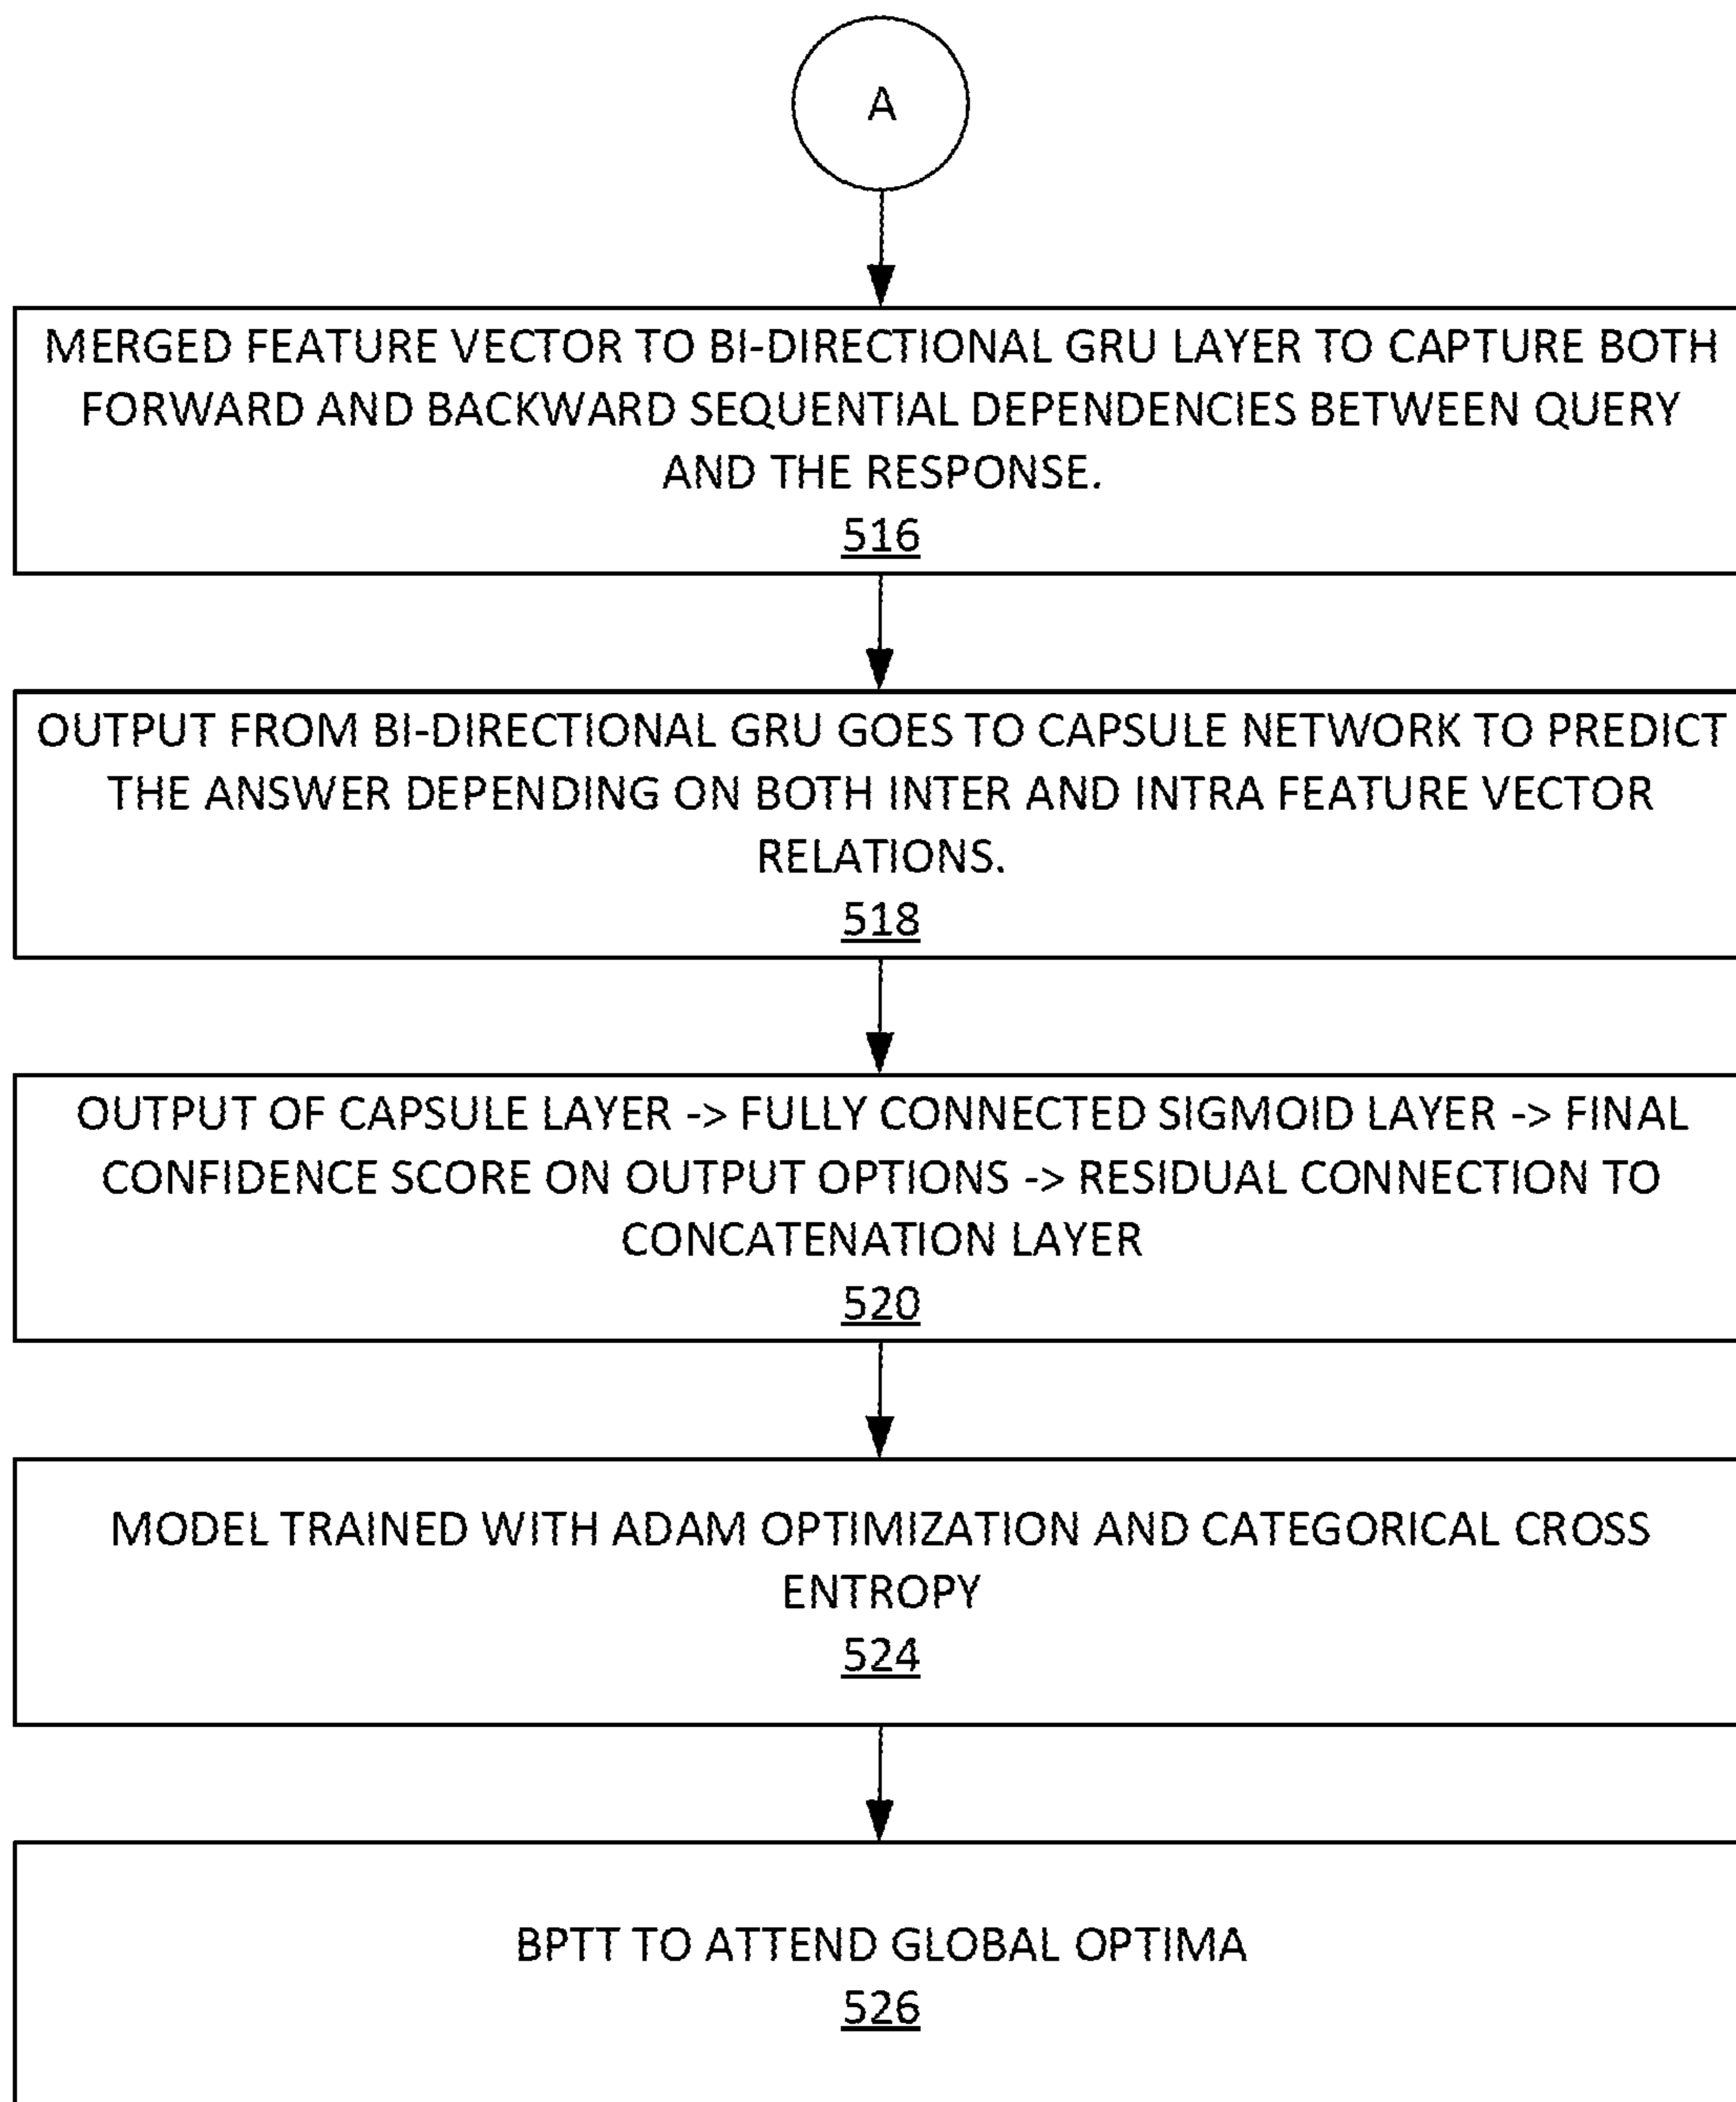 A
MERGED FEATURE VECTOR TO BI-DIRECTIONAL GRU LAYER TO CAPTURE BOTH
FORWARD AND BACKWARD SEQUENTIAL DEPENDENCIES BETWEEN QUERY
AND THE RESPONSE.
516
OUTPUT FROM BI-DIRECTIONAL GRU GOES TO CAPSULE NETWORK TO PREDICT
THE ANSWER DEPENDING ON BOTH INTER AND INTRA FEATURE VECTOR
RELATIONS.
518
OUTPUT OF CAPSULE LAYER -> FULLY CONNECTED SIGMOID LAYER -> FINAL
CONFIDENCE SCORE ON OUTPUT OPTIONS -> RESIDUAL CONNECTION TO
CONCATENATION LAYER
520
MODEL TRAINED WITH ADAM OPTIMIZATION AND CATEGORICAL CROSS
ENTROPY
524
BPTT TO ATTEND GLOBAL OPTIMA
526